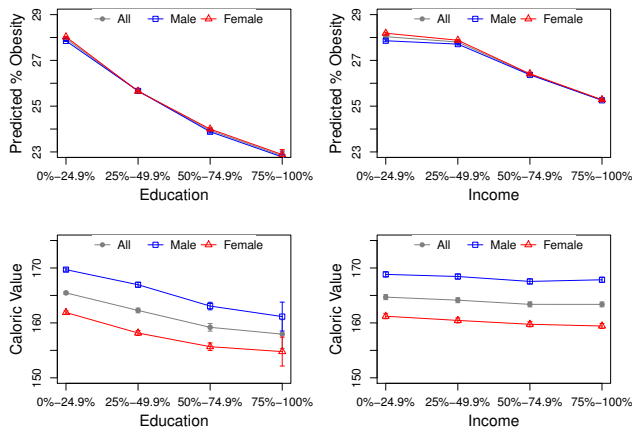 All Male Female
Predicted % Obesity
29
27
25
23
0%−24.9% 25%−49.9% 50%−74.9% 75%−100%
Education
All Male Female
Predicted % Obesity
29
27
25
23
0%−24.9% 25%−49.9% 50%−74.9% 75%−100%
Income
All Male Female
Caloric Value
170
160
150
0%−24.9% 25%−49.9% 50%−74.9% 75%−100%
Education
All Male Female
Caloric Value
170
160
150
0%−24.9% 25%−49.9% 50%−74.9% 75%−100%
Income